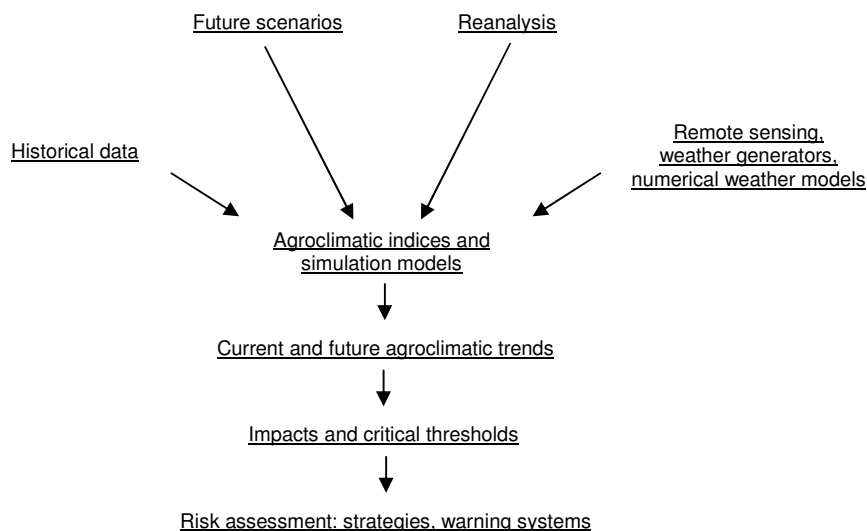 Future scenarios
Reanalysis
Historical data
Remote sensing,
weather generators,
numerical weather models
Agroclimatic indices and
simulation models
Current and future agroclimatic trends
Impacts and critical thresholds
Risk assessment: strategies, warning systems